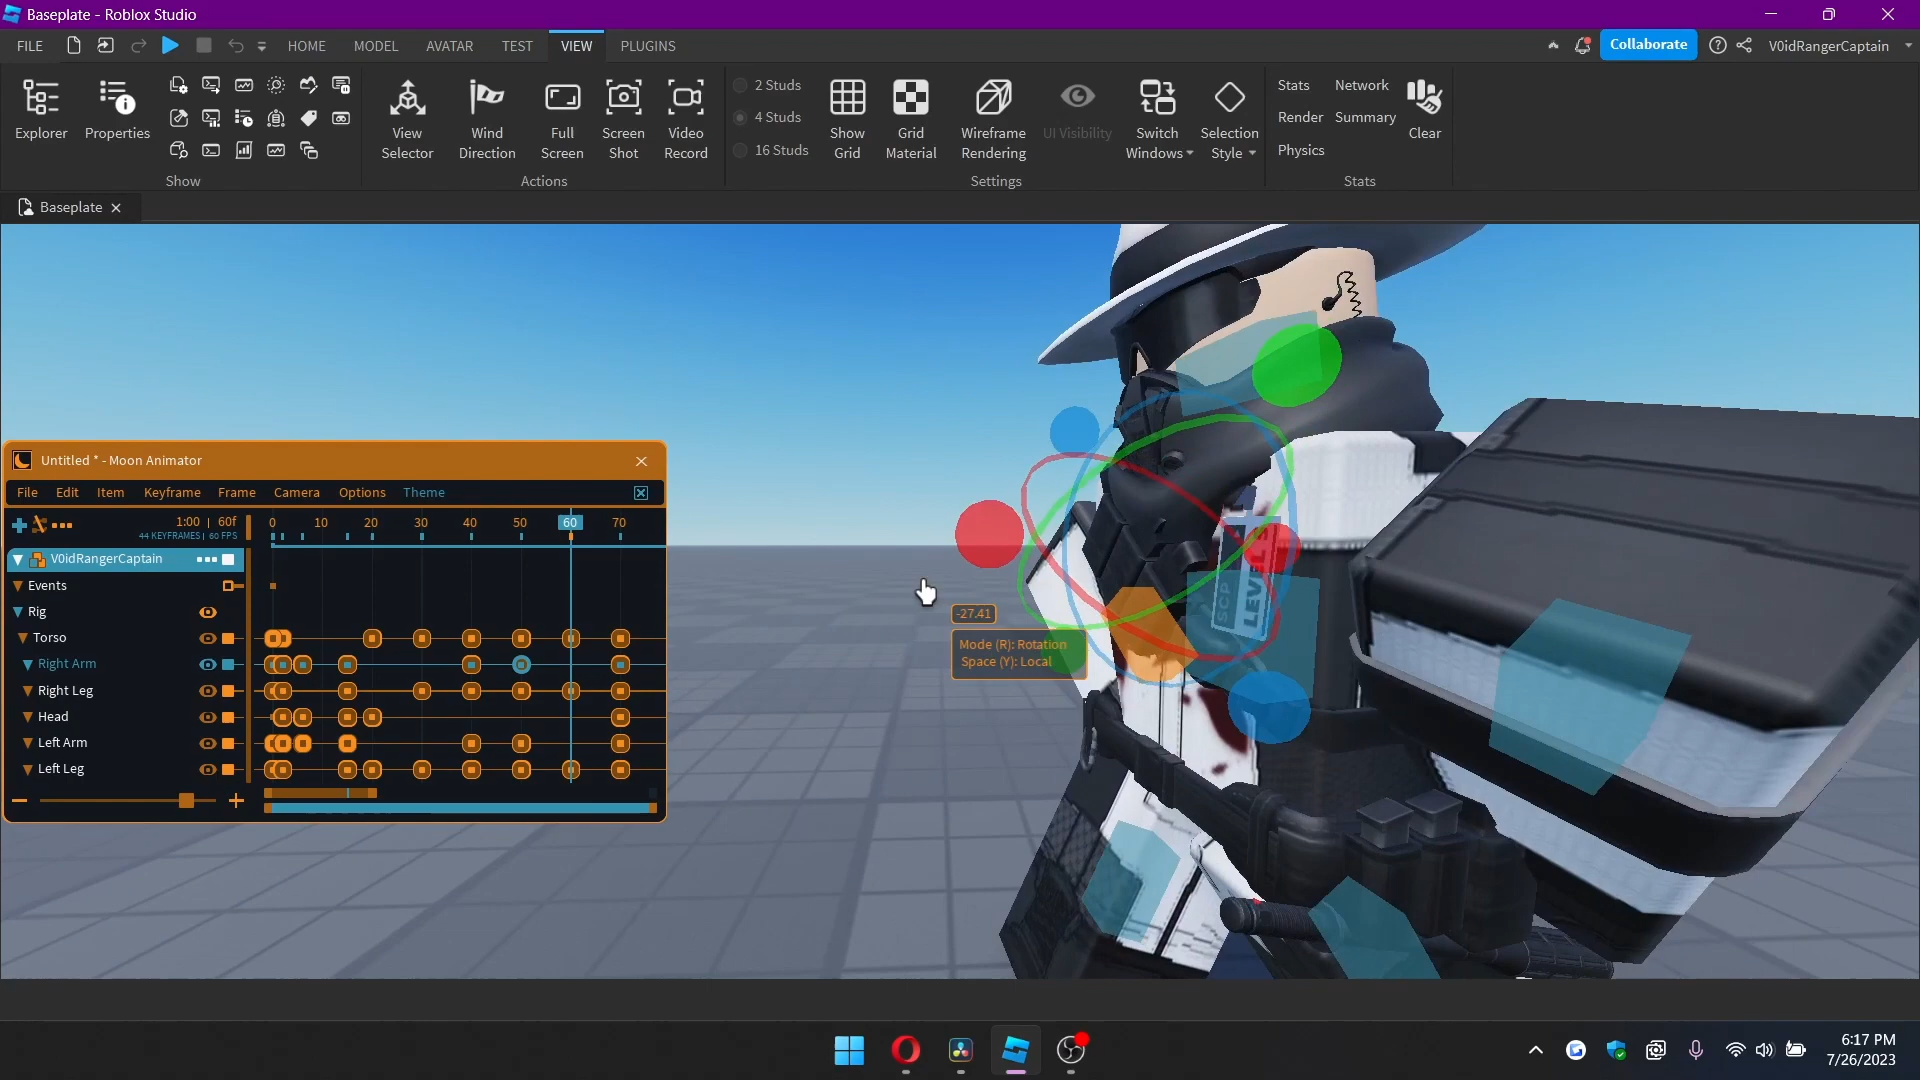 Baseplate - Roblox Studio
FILE
HOME
MODEL
AVATAR
TEST
VIEW
PLUGINS
Collaborate
V0idRangerCaptain
Explorer
Properties
Show
View Selector
Wind Direction
Full Screen
Screen Shot
Video Record
Actions
2 Studs
4 Studs
16 Studs
Show Grid
Grid Material
Wireframe Rendering
UI Visibility
Switch Windows
Selection Style
Settings
Stats
Network
Render
Summary
Physics
Clear
Stats
Baseplate
Untitled * - Moon Animator
File Edit Item Keyframe Frame Camera Options Theme
1:00 | 60f
44 KEYFRAMES | 60 FPS
0 10 20 30 40 50 60 70
V0idRangerCaptain
Events
Rig
Torso
Right Arm
Right Leg
Head
Left Arm
Left Leg
-27.41
Mode (R): Rotation
Space (Y): Local
SCP
6:17 PM
7/26/2023